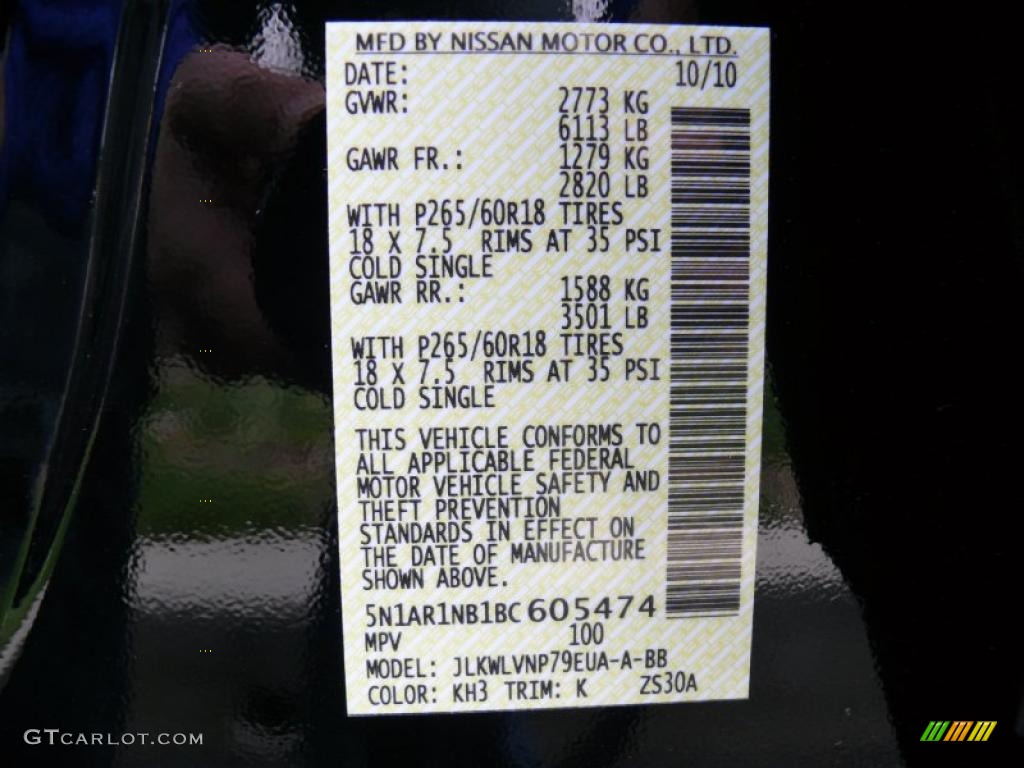 MFD BY NISSAN MOTOR CO., LTD.
DATE: 10/10
GVWR: 2773 KG
6113 LB
GAWR FR.: 1279 KG
2820 LB
WITH P265/60R18 TIRES
18 X 7.5 RIMS AT 35 PSI
COLD SINGLE
GAWR RR.: 1588 KG
3501 LB
WITH P265/60R18 TIRES
18 X 7.5 RIMS AT 35 PSI
COLD SINGLE
THIS VEHICLE CONFORMS TO
ALL APPLICABLE FEDERAL
MOTOR VEHICLE SAFETY AND
THEFT PREVENTION
STANDARDS IN EFFECT ON
THE DATE OF MANUFACTURE
SHOWN ABOVE.
5N1AR1NB1BC605474
MPV 100
MODEL: JLKWLVNP79EUA-A-BB
COLOR: KH3 TRIM: K ZS30A
GTCARLOT.COM